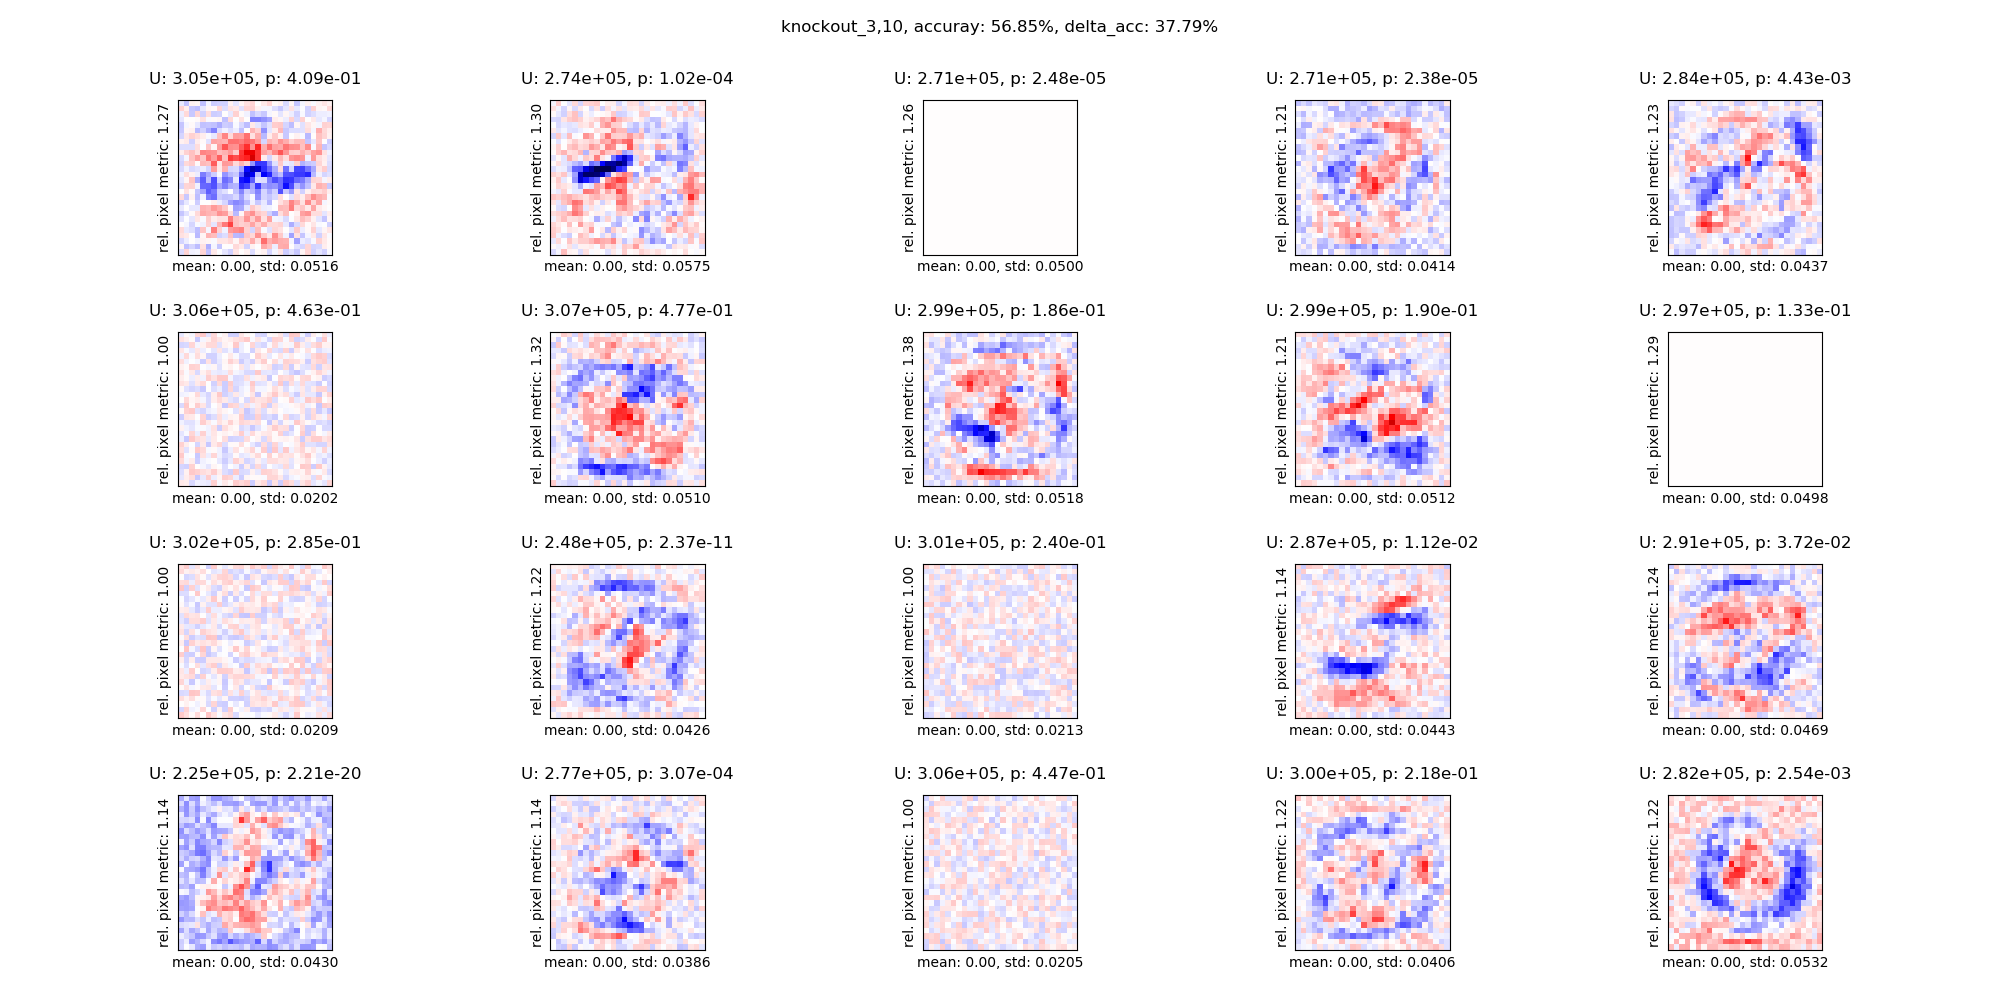 knockout_3,10, accuray: 56.85%, delta_acc: 37.79%
U: 3.05e+05, p: 4.09e-01
rel. pixel metric: 1.27
mean: 0.00, std: 0.0516
U: 2.74e+05, p: 1.02e-04
rel. pixel metric: 1.30
mean: 0.00, std: 0.0575
U: 2.71e+05, p: 2.48e-05
rel. pixel metric: 1.26
mean: 0.00, std: 0.0500
U: 2.71e+05, p: 2.38e-05
rel. pixel metric: 1.21
mean: 0.00, std: 0.0414
U: 2.84e+05, p: 4.43e-03
rel. pixel metric: 1.23
mean: 0.00, std: 0.0437
U: 3.06e+05, p: 4.63e-01
rel. pixel metric: 1.00
mean: 0.00, std: 0.0202
U: 3.07e+05, p: 4.77e-01
rel. pixel metric: 1.32
mean: 0.00, std: 0.0510
U: 2.99e+05, p: 1.86e-01
rel. pixel metric: 1.38
mean: 0.00, std: 0.0518
U: 2.99e+05, p: 1.90e-01
rel. pixel metric: 1.21
mean: 0.00, std: 0.0512
U: 2.97e+05, p: 1.33e-01
rel. pixel metric: 1.29
mean: 0.00, std: 0.0498
U: 3.02e+05, p: 2.85e-01
rel. pixel metric: 1.00
mean: 0.00, std: 0.0209
U: 2.48e+05, p: 2.37e-11
rel. pixel metric: 1.22
mean: 0.00, std: 0.0426
U: 3.01e+05, p: 2.40e-01
rel. pixel metric: 1.00
mean: 0.00, std: 0.0213
U: 2.87e+05, p: 1.12e-02
rel. pixel metric: 1.14
mean: 0.00, std: 0.0443
U: 2.91e+05, p: 3.72e-02
rel. pixel metric: 1.24
mean: 0.00, std: 0.0469
U: 2.25e+05, p: 2.21e-20
rel. pixel metric: 1.14
mean: 0.00, std: 0.0430
U: 2.77e+05, p: 3.07e-04
rel. pixel metric: 1.14
mean: 0.00, std: 0.0386
U: 3.06e+05, p: 4.47e-01
rel. pixel metric: 1.00
mean: 0.00, std: 0.0205
U: 3.00e+05, p: 2.18e-01
rel. pixel metric: 1.22
mean: 0.00, std: 0.0406
U: 2.82e+05, p: 2.54e-03
rel. pixel metric: 1.22
mean: 0.00, std: 0.0532